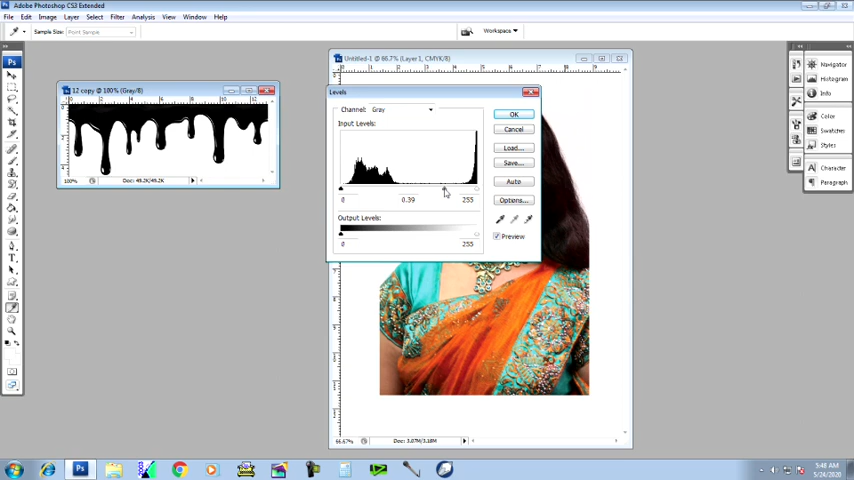 Adobe Photoshop CS3 Extended
File Edit Image Layer Select Filter Analysis View Window Help
Sample Size: Point Sample
Workspace
Ps
12 copy @ 100% (Gray/8)
100%
Doc: 49.2K/49.2K
Untitled-1 @ 66.7% (Layer 1, CMYK/8)
Levels
Channel: Gray
Input Levels:
0 0.39 255
Output Levels:
0 255
OK
Cancel
Load...
Save...
Auto
Options...
Preview
66.67%
Doc: 3.07M/3.18M
Navigator
Histogram
Info
Color
Swatches
Styles
Character
Paragraph
Ps
5:48 AM
5/24/2020